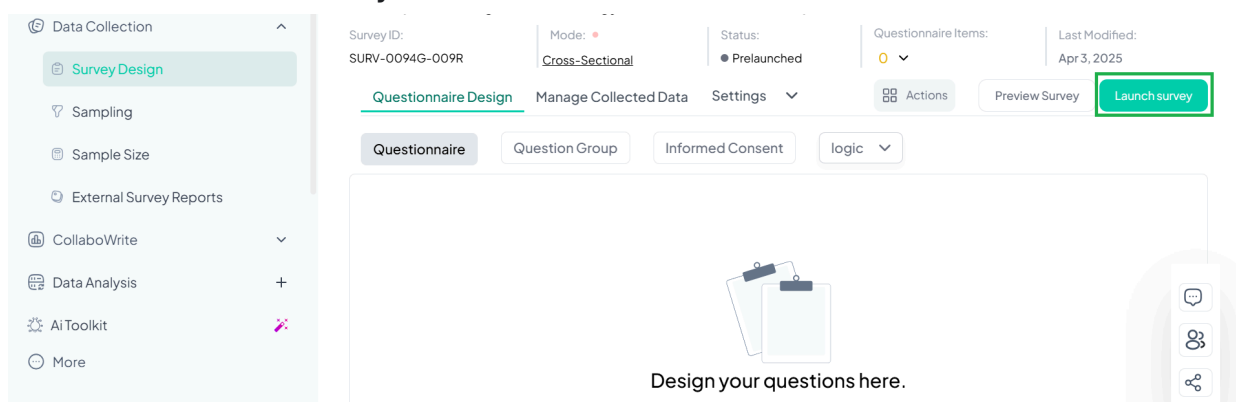 Data Collection
Survey Design
Sampling
Sample Size
External Survey Reports
CollaboWrite
Data Analysis
Ai Toolkit
More
Survey ID:
SURV-0094G-009R
Mode:
Cross-Sectional
Status:
Prelaunched
Questionnaire Items:
0
Last Modified:
Apr 3, 2025
Questionnaire Design Manage Collected Data Settings
Actions Preview Survey Launch survey
Questionnaire Question Group Informed Consent logic
Design your questions here.